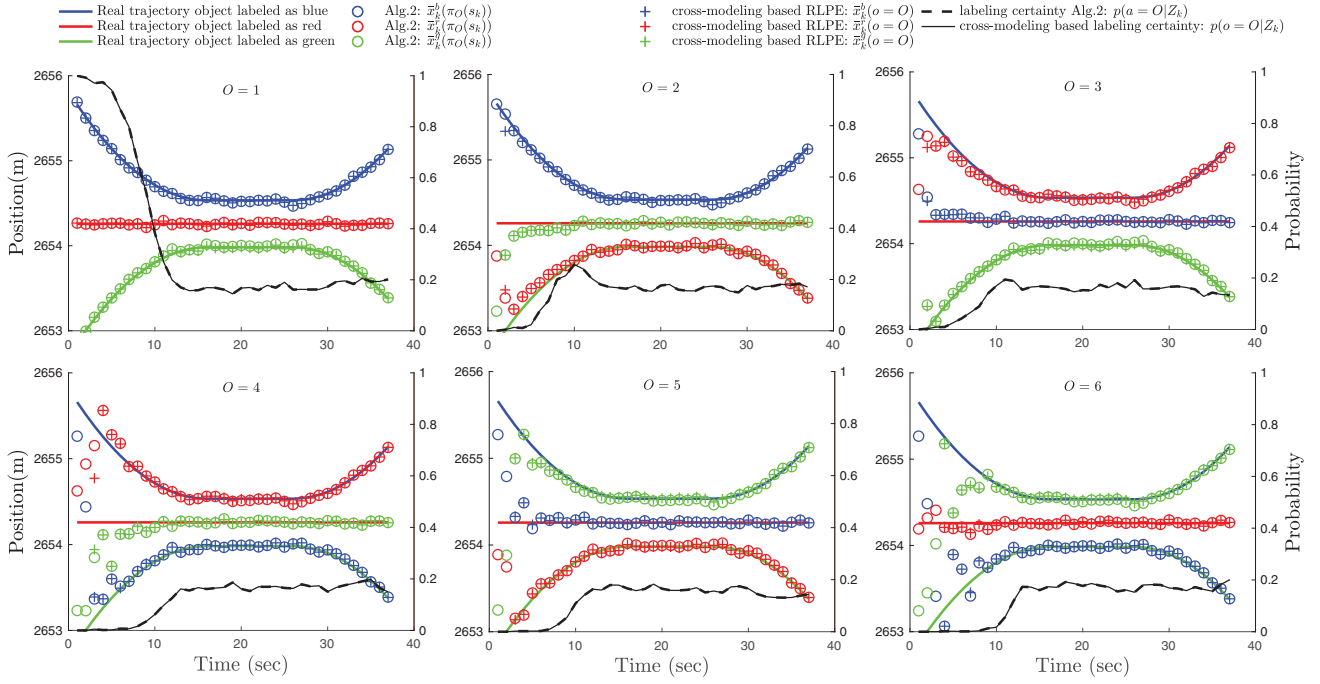 Real trajectory object labeled as blue
Real trajectory object labeled as red
Real trajectory object labeled as green
Alg.2: x̄ᵇₖ(π_O(sₖ))
Alg.2: x̄ʳₖ(π_O(sₖ))
Alg.2: x̄ᵍₖ(π_O(sₖ))
cross-modeling based RLPE: x̄ᵇₖ(o = O)
cross-modeling based RLPE: x̄ʳₖ(o = O)
cross-modeling based RLPE: x̄ᵍₖ(o = O)
labeling certainty Alg.2: p(a = O|Zₖ)
cross-modeling based labeling certainty: p(o = O|Zₖ)
O = 1
2656
2655
2654
2653
Position(m)
0 10 20 30 40
1
0.8
0.6
0.4
0.2
0
O = 2
2656
2655
2654
2653
0 10 20 30 40
1
0.8
0.6
0.4
0.2
0
O = 3
2656
2655
2654
2653
0 10 20 30 40
1
0.8
0.6
0.4
0.2
0
Probability
O = 4
2656
2655
2654
2653
Position(m)
0 10 20 30 40
Time (sec)
1
0.8
0.6
0.4
0.2
0
O = 5
2656
2655
2654
2653
0 10 20 30 40
Time (sec)
1
0.8
0.6
0.4
0.2
0
O = 6
2656
2655
2654
2653
0 10 20 30 40
Time (sec)
1
0.8
0.6
0.4
0.2
0
Probability